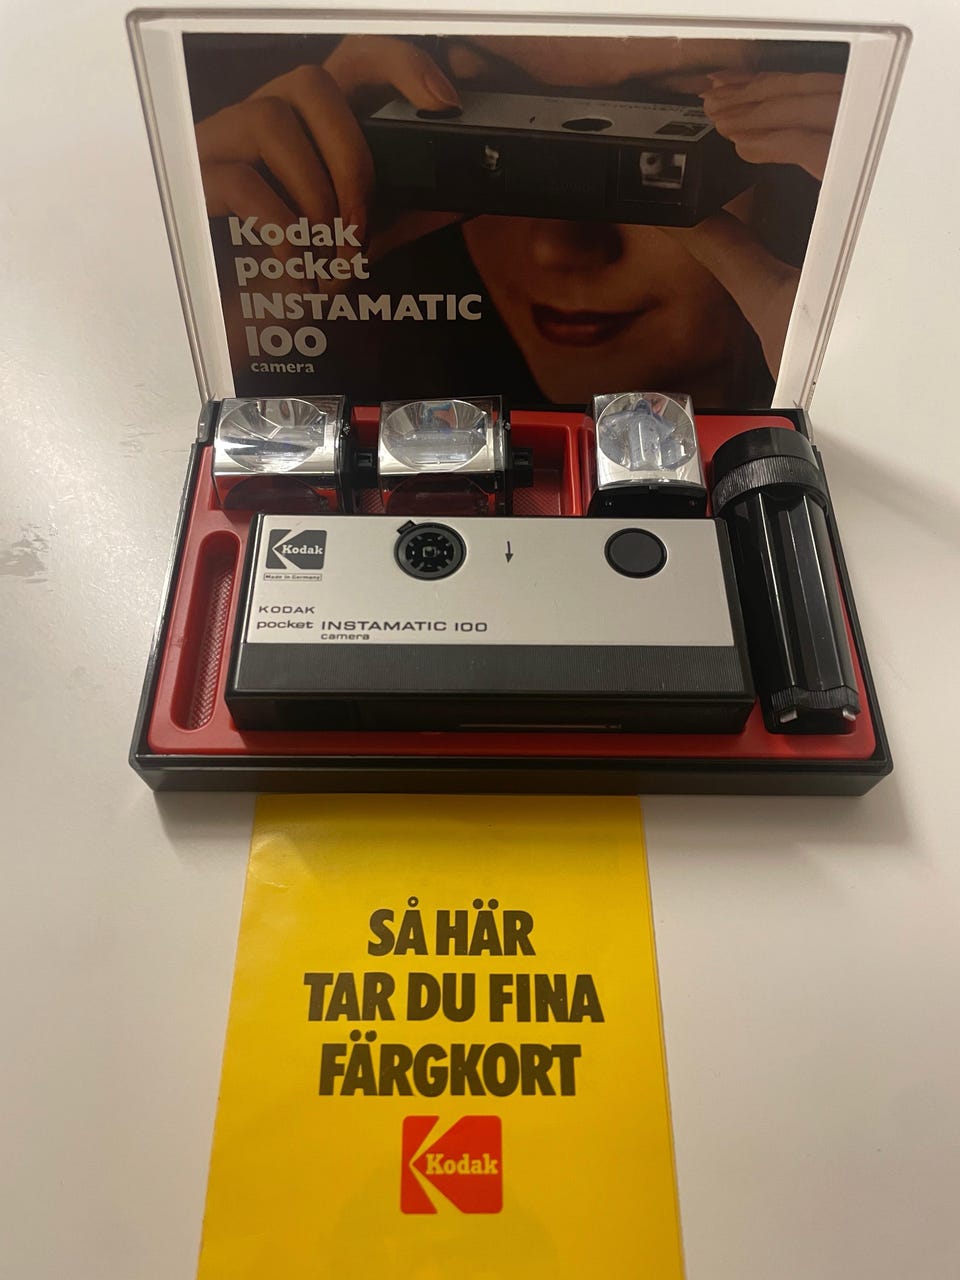 Kodak
pocket
INSTAMATIC
100
camera
Kodak
Made in Germany
KODAK
pocket INSTAMATIC 100
camera
SÅ HÄR
TAR DU FINA
FÄRGKORT
Kodak